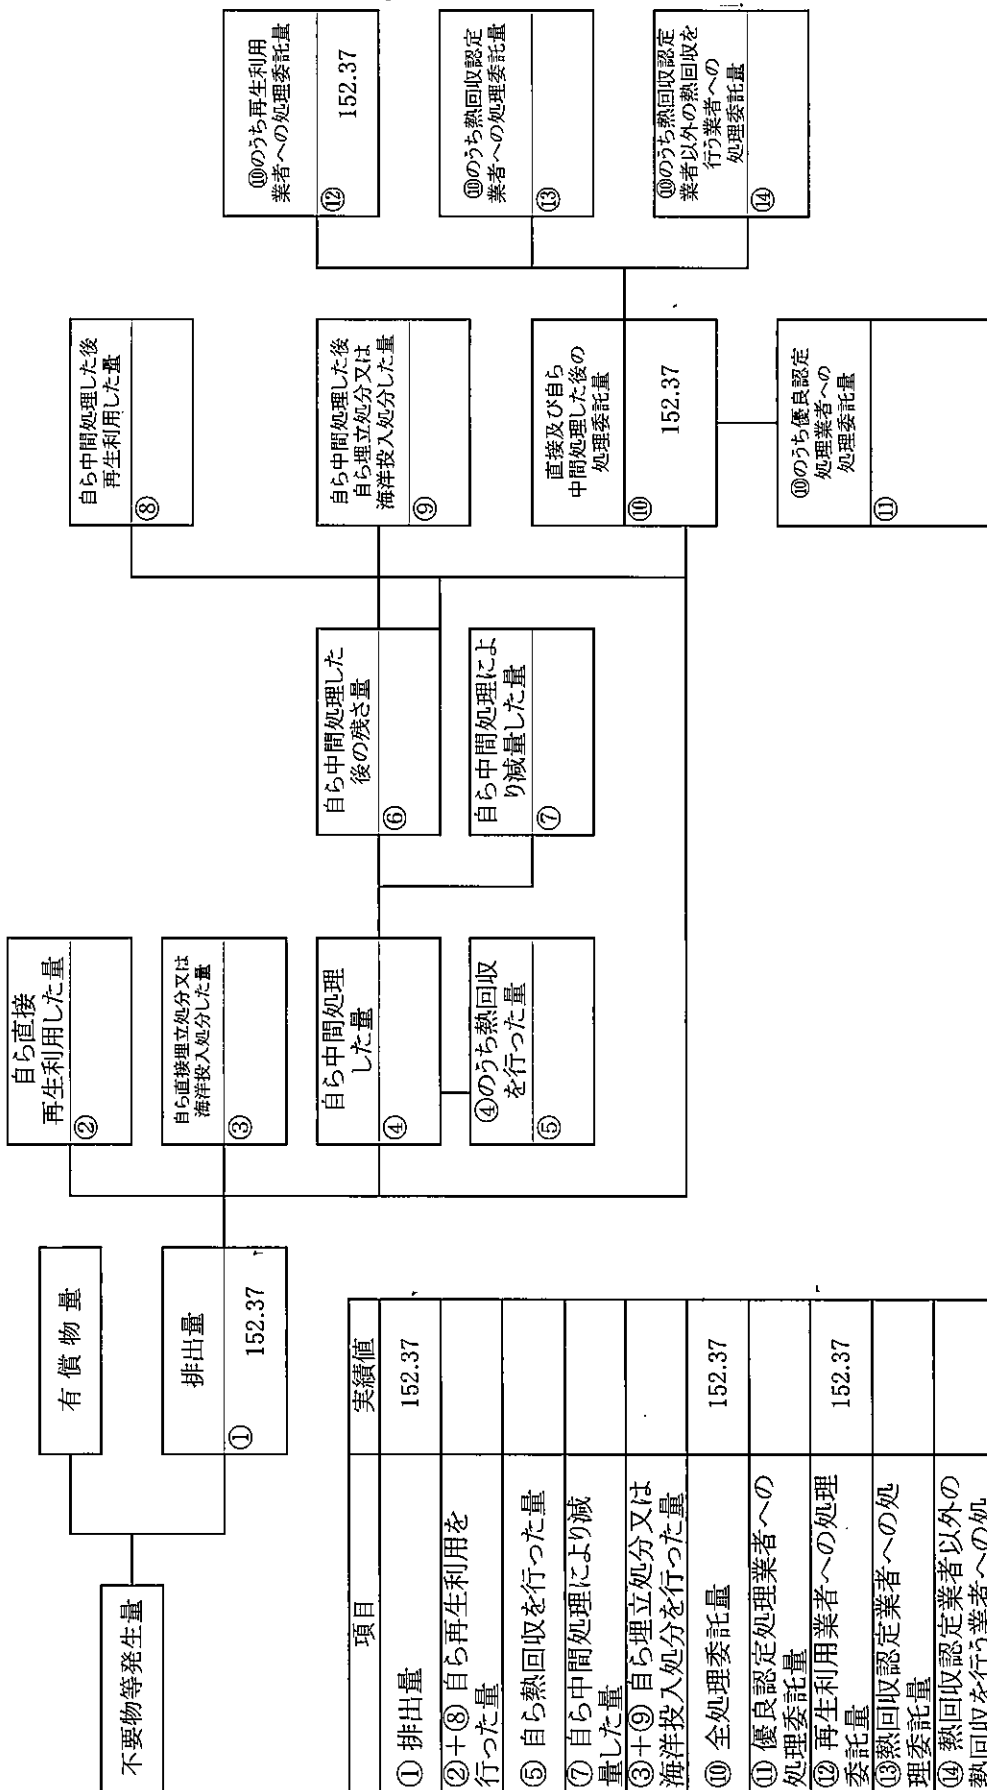 不要物等発生量
有償物量
排出量
①
152.37
自ら直接
再生利用した量
②
自ら直接埋立処分又は
海洋投入処分した量
③
自ら中間処理
した量
④
④のうち熱回収
を行った量
⑤
自ら中間処理した
後の残さ量
⑥
自ら中間処理によ
り減量した量
⑦
自ら中間処理した後
再生利用した量
⑧
自ら中間処理した後
自ら埋立処分又は
海洋投入処分した量
⑨
直接及び自ら
中間処理した後の
処理委託量
⑩
152.37
⑩のうち優良認定
処理業者への
処理委託量
⑪
⑩のうち再生利用
業者への処理委託量
⑫
152.37
⑩のうち熱回収認定
業者への処理委託量
⑬
⑩のうち熱回収認定
業者以外の熱回収を
行う業者への
処理委託量
⑭
項目 実績値
① 排出量 152.37
②+⑧ 自ら再生利用を
行った量
⑤ 自ら熱回収を行った量
⑦ 自ら中間処理により減
量した量
③+⑨ 自ら埋立処分又は
海洋投入処分を行った量
⑩ 全処理委託量 152.37
⑪ 優良認定処理業者への
処理委託量
⑫ 再生利用業者への処理
委託量 152.37
⑬熱回収認定業者への処
理委託量
⑭ 熱回収認定業者以外の
熱回収を行う業者への処